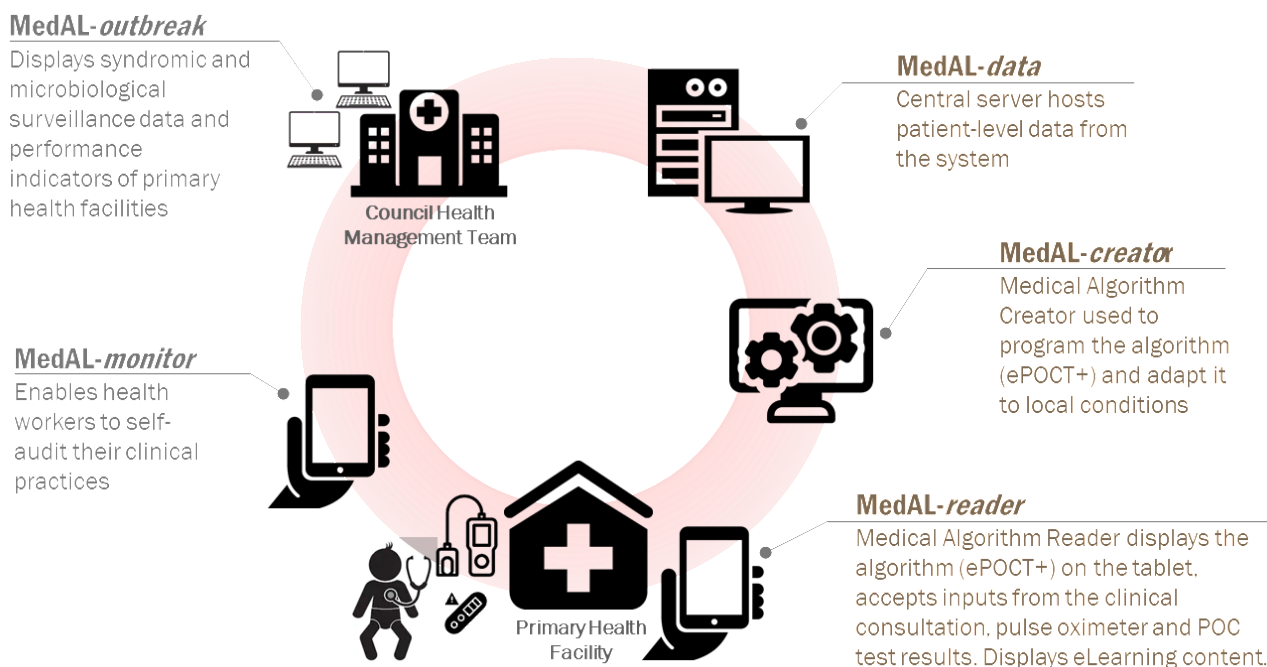 MedAL-outbreak
Displays syndromic and
microbiological
surveillance data and
performance
indicators of primary
health facilities
MedAL-data
Central server hosts
patient-level data from
the system
Council Health
Management Team
MedAL-creator
Medical Algorithm
Creator used to
program the algorithm
(ePOCT+) and adapt it
to local conditions
MedAL-monitor
Enables health
workers to self-
audit their clinical
practices
MedAL-reader
Medical Algorithm Reader displays the
algorithm (ePOCT+) on the tablet,
accepts inputs from the clinical
consultation, pulse oximeter and POC
test results. Displays eLearning content.
Primary Health
Facility